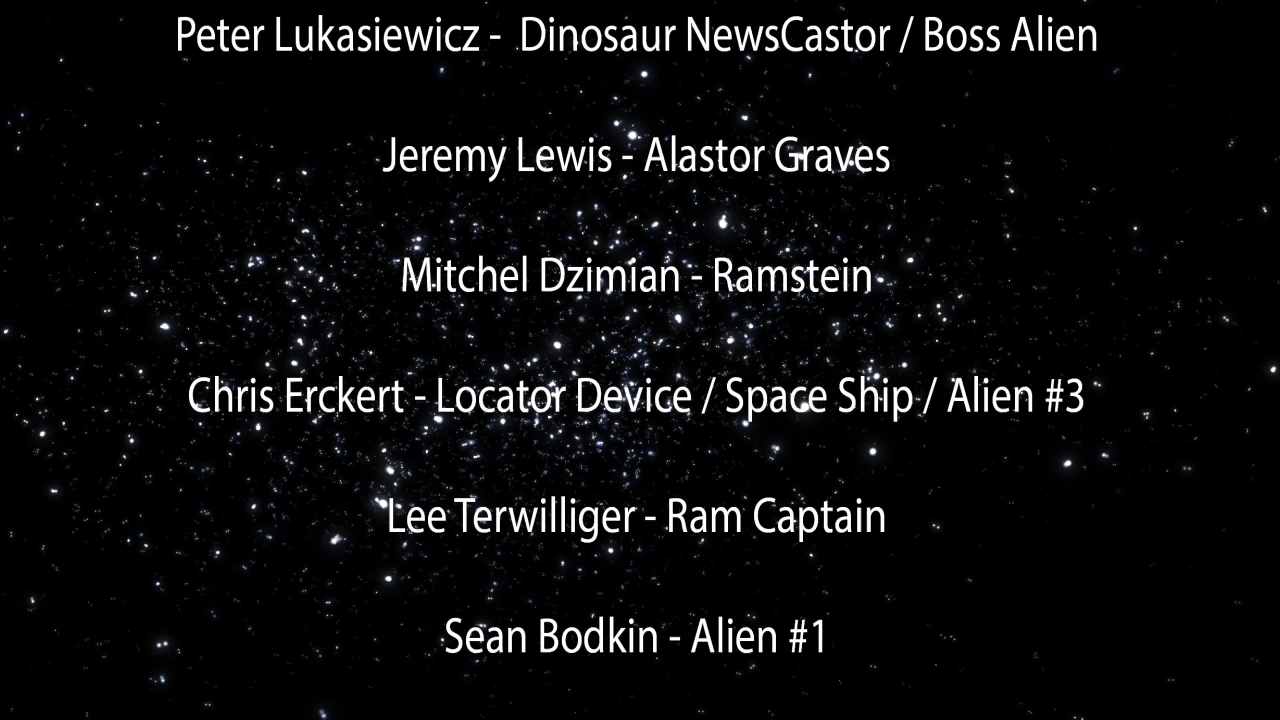 Peter Lukasiewicz -  Dinosaur NewsCastor / Boss Alien
Jeremy Lewis - Alastor Graves
Mitchel Dzimian - Ramstein
Chris Erckert - Locator Device / Space Ship / Alien #3
Lee Terwilliger - Ram Captain
Sean Bodkin - Alien #1